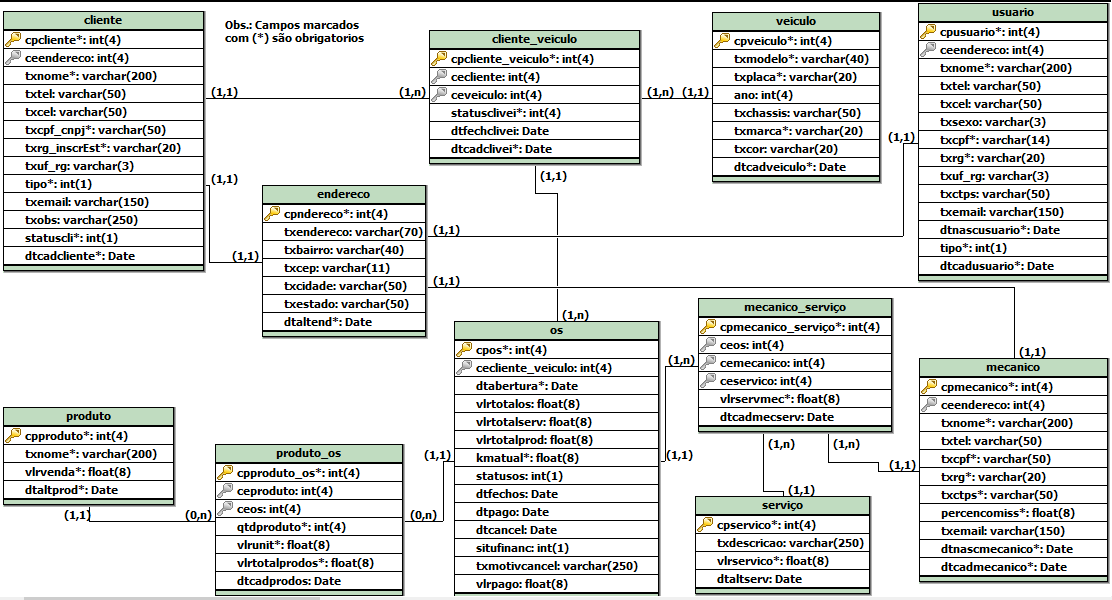 cliente
cpcliente*: int(4)
ceendereco: int(4)
txnome*: varchar(200)
txtel: varchar(50)
txcel: varchar(50)
txcpf_cnpj*: varchar(50)
txrg_inscrEst*: varchar(20)
txuf_rg: varchar(3)
tipo*: int(1)
txemail: varchar(150)
txobs: varchar(250)
statuscli*: int(1)
dtcadcliente*: Date
Obs.: Campos marcados
com (*) são obrigatorios
(1,1)
(1,n)
cliente_veiculo
cpcliente_veiculo*: int(4)
cecliente: int(4)
ceveiculo: int(4)
statusclivei*: int(4)
dtfechclivei: Date
dtcadclivei*: Date
(1,n)
(1,1)
veiculo
cpveiculo*: int(4)
txmodelo*: varchar(40)
txplaca*: varchar(20)
ano: int(4)
txchassis: varchar(50)
txmarca*: varchar(20)
txcor: varchar(20)
dtcadveiculo*: Date
usuario
cpusuario*: int(4)
ceendereco: int(4)
txnome*: varchar(200)
txtel: varchar(50)
txcel: varchar(50)
txsexo: varchar(3)
txcpf*: varchar(14)
txrg*: varchar(20)
txuf_rg: varchar(3)
txctps: varchar(50)
txemail: varchar(150)
dtnascusuario*: Date
tipo*: int(1)
dtcadusuario*: Date
(1,1)
(1,1)
(1,1)
(1,1)
endereco
cpndereco*: int(4)
txendereco: varchar(70)
txbairro: varchar(40)
txcep: varchar(11)
txcidade: varchar(50)
txestado: varchar(50)
dtaltend*: Date
(1,1)
(1,1)
(1,n)
os
cpos*: int(4)
cecliente_veiculo: int(4)
dtabertura*: Date
vlrtotalos: float(8)
vlrtotalserv: float(8)
vlrtotalprod: float(8)
kmatual*: float(8)
statusos: int(1)
dtfechos: Date
dtpago: Date
dtcancel: Date
situfinanc: int(1)
txmotivcancel: varchar(250)
vlrpago: float(8)
(1,n)
(1,1)
mecanico_serviço
cpmecanico_serviço*: int(4)
ceos: int(4)
cemecanico: int(4)
ceservico: int(4)
vlrservmec*: float(8)
dtcadmecserv: Date
(1,n)
(1,n)
(1,1)
(1,1)
(1,1)
mecanico
cpmecanico*: int(4)
ceendereco: int(4)
txnome*: varchar(200)
txtel: varchar(50)
txcpf*: varchar(50)
txrg*: varchar(20)
txctps*: varchar(50)
percencomiss*: float(8)
txemail: varchar(150)
dtnascmecanico*: Date
dtcadmecanico*: Date
produto
cpproduto*: int(4)
txnome*: varchar(200)
vlrvenda*: float(8)
dtaltprod*: Date
(1,1)
(0,n)
produto_os
cpproduto_os*: int(4)
ceproduto: int(4)
ceos: int(4)
qtdproduto*: int(4)
vlrunit*: float(8)
vlrtotalprodos*: float(8)
dtcadprodos: Date
(1,1)
(0,n)
serviço
cpservico*: int(4)
txdescricao: varchar(250)
vlrservico*: float(8)
dtaltserv: Date